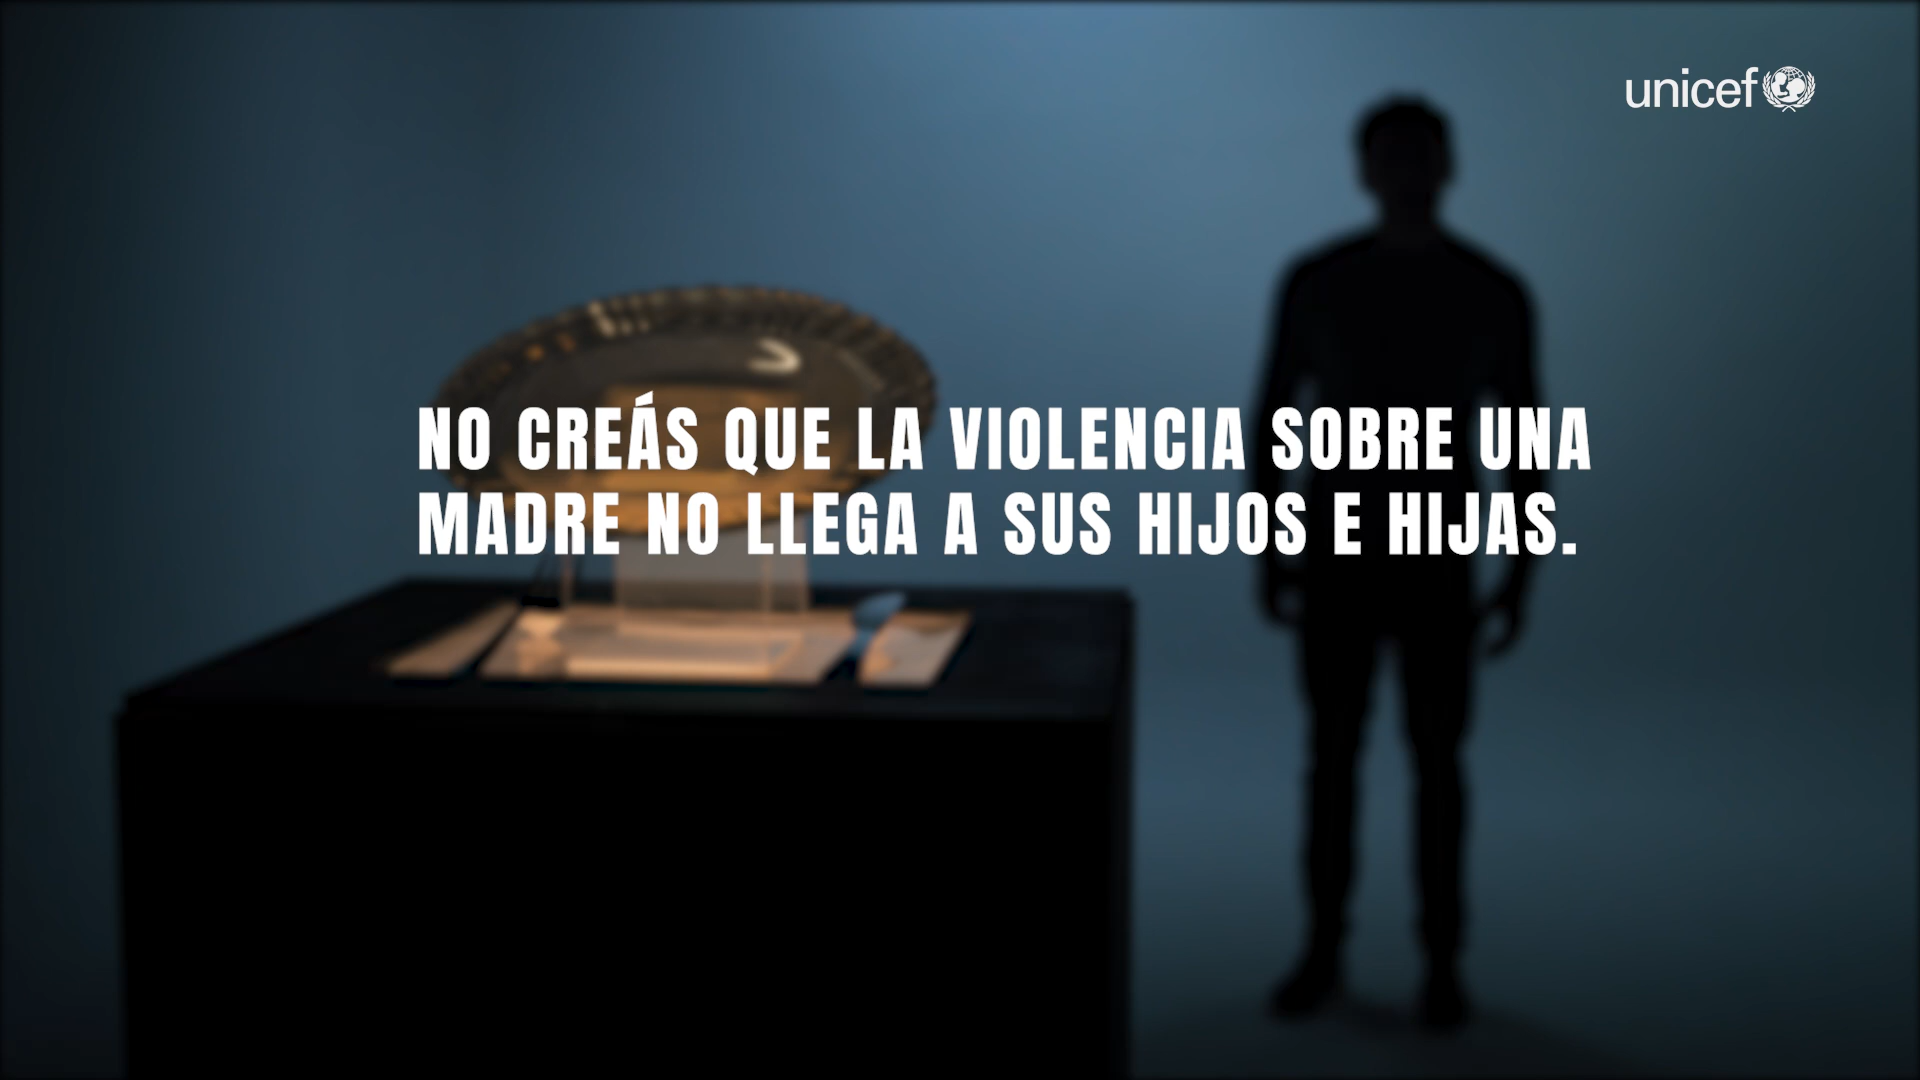 unicef
NO CREÁS QUE LA VIOLENCIA SOBRE UNA
MADRE NO LLEGA A SUS HIJOS E HIJAS.